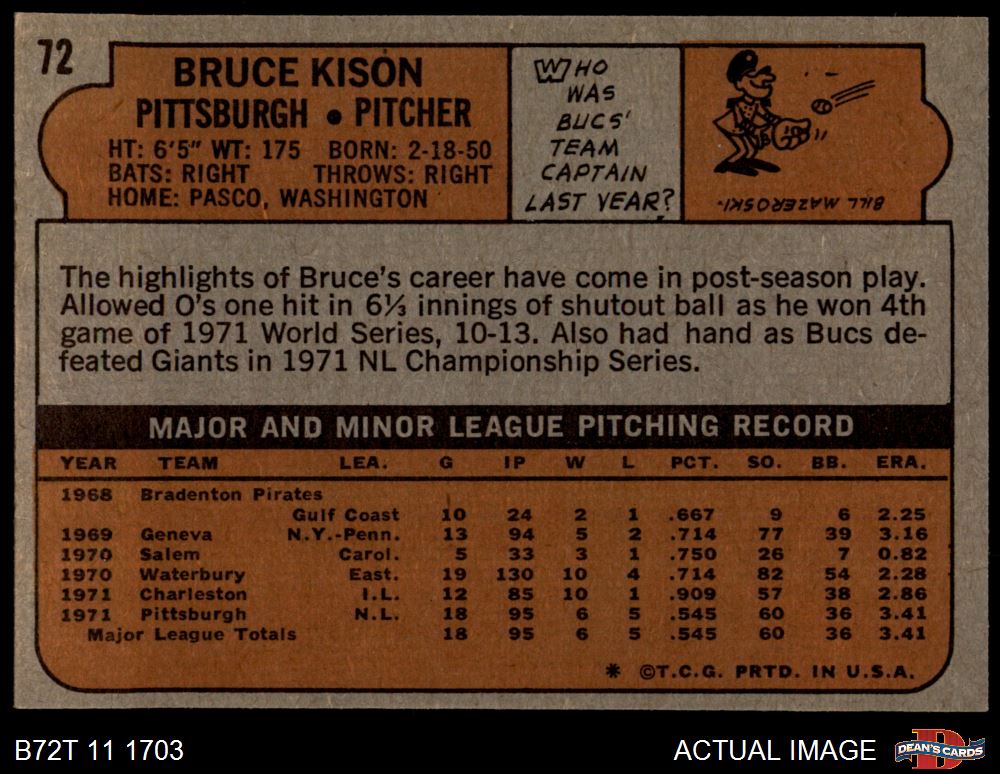 72
BRUCE KISON
PITTSBURGH • PITCHER
HT: 6'5" WT: 175 BORN: 2-18-50
BATS: RIGHT THROWS: RIGHT
HOME: PASCO, WASHINGTON
WHO
WAS
BUCS'
TEAM
CAPTAIN
LAST YEAR?
BILL MAZEROSKI.
The highlights of Bruce's career have come in post-season play.
Allowed O's one hit in 6⅓ innings of shutout ball as he won 4th
game of 1971 World Series, 10-13. Also had hand as Bucs de-
feated Giants in 1971 NL Championship Series.
MAJOR AND MINOR LEAGUE PITCHING RECORD
YEAR TEAM LEA. G IP W L PCT. SO. BB. ERA.
1968 Bradenton Pirates
Gulf Coast 10 24 2 1 .667 9 6 2.25
1969 Geneva N.Y.-Penn. 13 94 5 2 .714 77 39 3.16
1970 Salem Carol. 5 33 3 1 .750 26 7 0.82
1970 Waterbury East. 19 130 10 4 .714 82 54 2.28
1971 Charleston I.L. 12 85 10 1 .909 57 38 2.86
1971 Pittsburgh N.L. 18 95 6 5 .545 60 36 3.41
Major League Totals 18 95 6 5 .545 60 36 3.41
* ©T.C.G. PRTD. IN U.S.A.
B72T 11 1703
ACTUAL IMAGE
D
DEAN'S CARDS